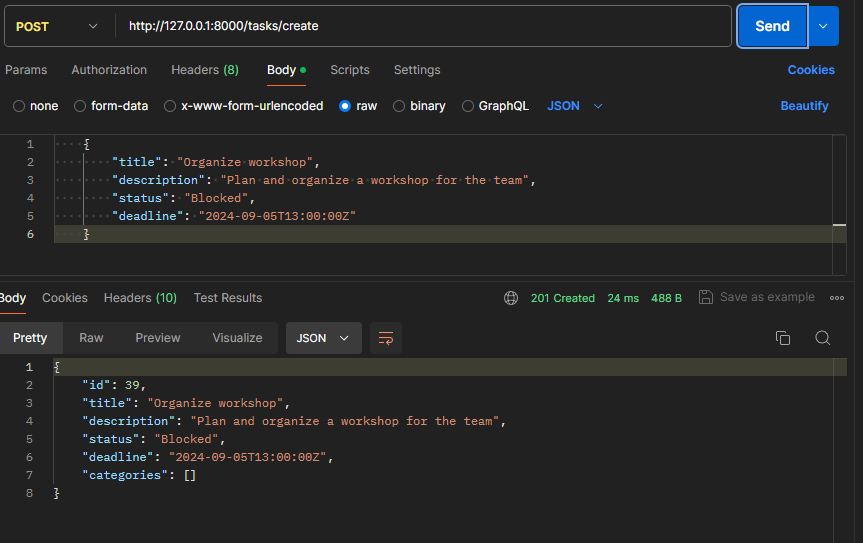 POST http://127.0.0.1:8000/tasks/create Send
Params Authorization Headers (8) Body Scripts Settings Cookies
none form-data x-www-form-urlencoded raw binary GraphQL JSON Beautify
1 {
2 "title": "Organize workshop",
3 "description": "Plan and organize a workshop for the team",
4 "status": "Blocked",
5 "deadline": "2024-09-05T13:00:00Z"
6 }
Body Cookies Headers (10) Test Results 201 Created 24 ms 488 B Save as example
Pretty Raw Preview Visualize JSON
1 {
2 "id": 39,
3 "title": "Organize workshop",
4 "description": "Plan and organize a workshop for the team",
5 "status": "Blocked",
6 "deadline": "2024-09-05T13:00:00Z",
7 "categories": []
8 }